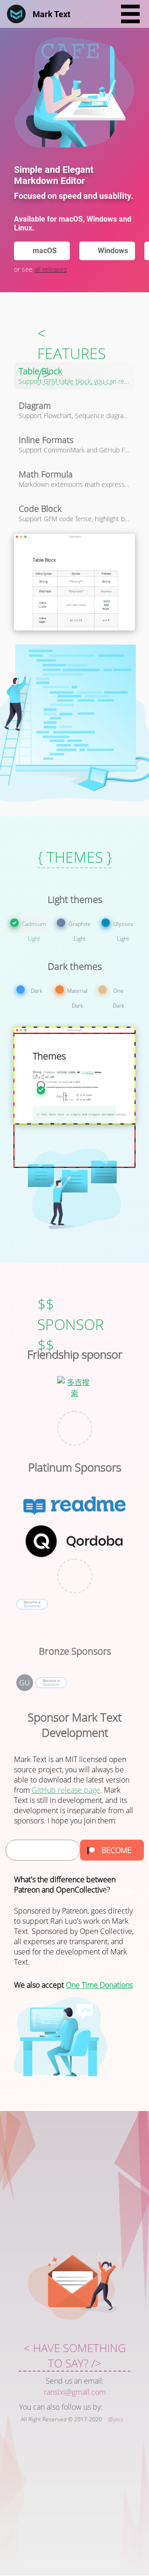 Mark Text
CAFE
Simple and Elegant
Markdown Editor
Focused on speed and usability.
Available for macOS, Windows and
Linux.
macOS
Windows
or see all releases
<
FEATURES
/>
Table Block
Support GFM table block, you can re...
Diagram
Support Flowchart, Sequence diagra...
Inline Formats
Support CommonMark and GitHub F...
Math Formula
Markdown extensions math express...
Code Block
Support GFM code fense, highlight b...
Table Block
{ THEMES }
Light themes
Cadmium
Light
Graphite
Light
Ulysses
Light
Dark themes
Dark
Material
Dark
One
Dark
Themes
$$
SPONSOR
$$
Friendship sponsor
多吉搜
索
Platinum Sponsors
readme
Qordoba
Become a
Sponsors
Bronze Sponsors
GU
Become a
Sponsors
Sponsor Mark Text
Development
Mark Text is an MIT licensed open
source project, you will always be
able to download the latest version
from GitHub release page. Mark
Text is still in development, and its
development is inseparable from all
sponsors. I hope you join them:
BECOME
What's the difference between
Patreon and OpenCollective?
Sponsored by Patreon, goes directly
to support Ran Luo's work on Mark
Text. Sponsored by Open Collective,
all expenses are transparent, and
used for the development of Mark
Text.
We also accept One Time Donations
< HAVE SOMETHING
TO SAY? />
Send us an email:
ransixi@gmail.com
You can also follow us by:
All Right Reserved © 2017-2020 @Jocs